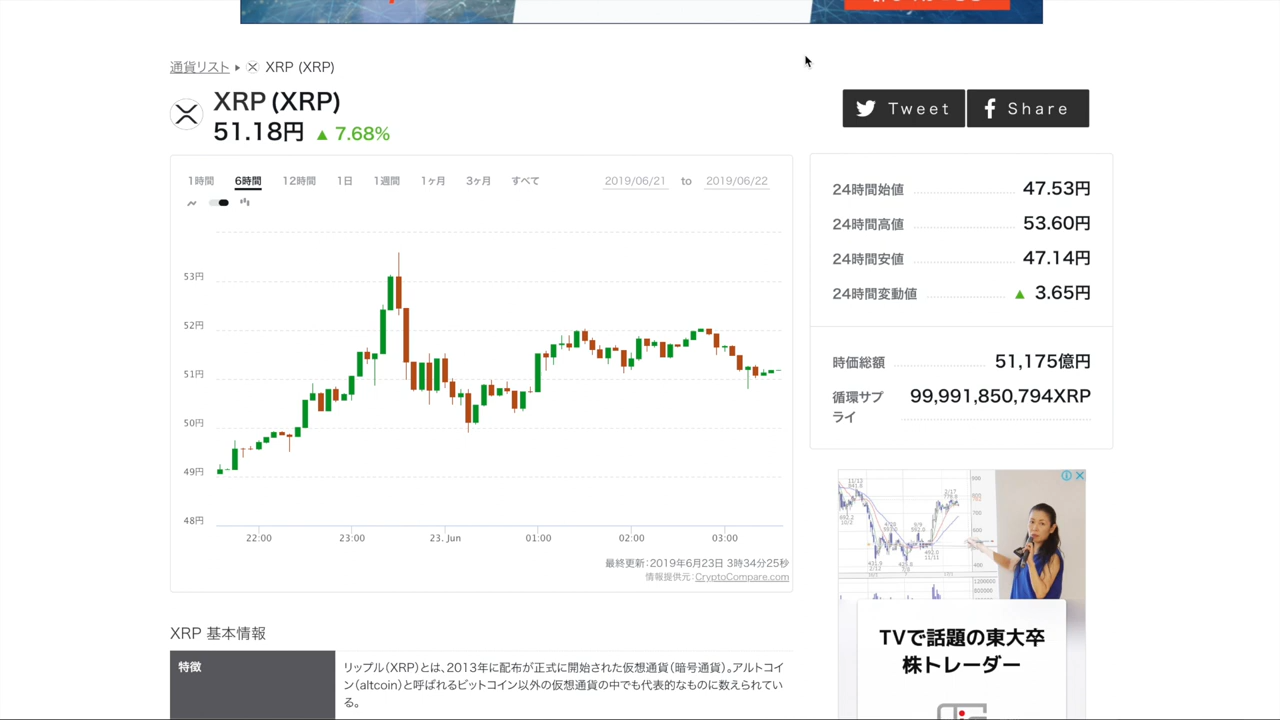 通貨リスト ▸ XRP (XRP)
XRP (XRP)
51.18円 ▲ 7.68%
Tweet
Share
1時間 6時間 12時間 1日 1週間 1ヶ月 3ヶ月 すべて
2019/06/21 to 2019/06/22
53円
52円
51円
50円
49円
48円
22:00 23:00 23. Jun 01:00 02:00 03:00
最終更新:2019年6月23日 3時34分25秒
情報提供元:CryptoCompare.com
24時間始値 47.53円
24時間高値 53.60円
24時間安値 47.14円
24時間変動値 ▲ 3.65円
時価総額 51,175億円
循環サプライ 99,991,850,794XRP
TVで話題の東大卒
株トレーダー
XRP 基本情報
特徴
リップル(XRP)とは、2013年に配布が正式に開始された仮想通貨(暗号通貨)。アルトコイ
ン(altcoin)と呼ばれるビットコイン以外の仮想通貨の中でも代表的なものに数えられてい
る。